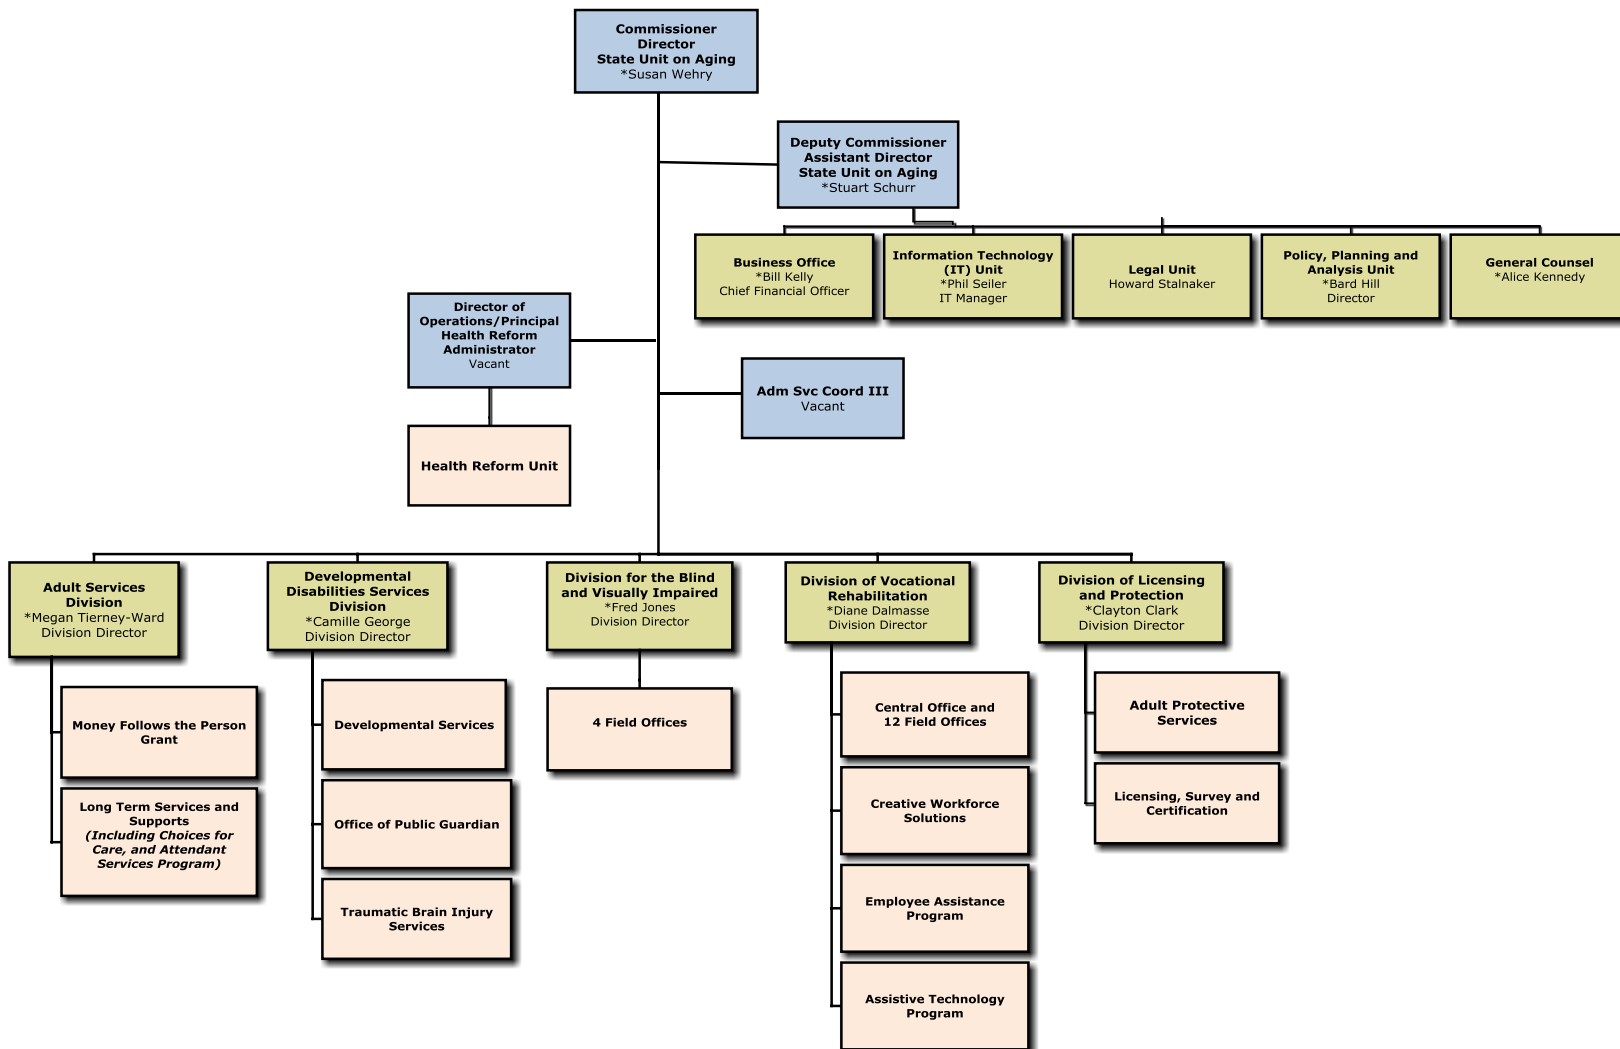 Commissioner
Director
State Unit on Aging
*Susan Wehry
Deputy Commissioner
Assistant Director
State Unit on Aging
*Stuart Schurr
Business Office
*Bill Kelly
Chief Financial Officer
Information Technology
(IT) Unit
*Phil Seiler
IT Manager
Legal Unit
Howard Stalnaker
Policy, Planning and
Analysis Unit
*Bard Hill
Director
General Counsel
*Alice Kennedy
Director of
Operations/Principal
Health Reform
Administrator
Vacant
Adm Svc Coord III
Vacant
Health Reform Unit
Adult Services
Division
*Megan Tierney-Ward
Division Director
Developmental
Disabilities Services
Division
*Camille George
Division Director
Division for the Blind
and Visually Impaired
*Fred Jones
Division Director
Division of Vocational
Rehabilitation
*Diane Dalmasse
Division Director
Division of Licensing
and Protection
*Clayton Clark
Division Director
Money Follows the Person
Grant
Long Term Services and
Supports
(Including Choices for
Care, and Attendant
Services Program)
Developmental Services
Office of Public Guardian
Traumatic Brain Injury
Services
4 Field Offices
Central Office and
12 Field Offices
Creative Workforce
Solutions
Employee Assistance
Program
Assistive Technology
Program
Adult Protective
Services
Licensing, Survey and
Certification